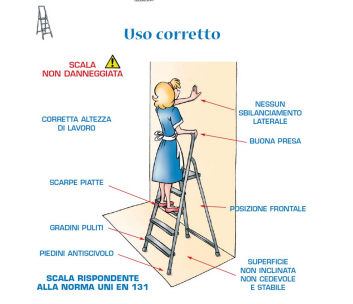 Uso corretto
SCALA
NON DANNEGGIATA
NESSUN
SBILANCIAMENTO
LATERALE
CORRETTA ALTEZZA
DI LAVORO
BUONA PRESA
SCARPE PIATTE
POSIZIONE FRONTALE
GRADINI PULITI
PIEDINI ANTISCIVOLO
SUPERFICIE
NON INCLINATA
NON CEDEVOLE
E STABILE
SCALA RISPONDENTE
ALLA NORMA UNI EN 131